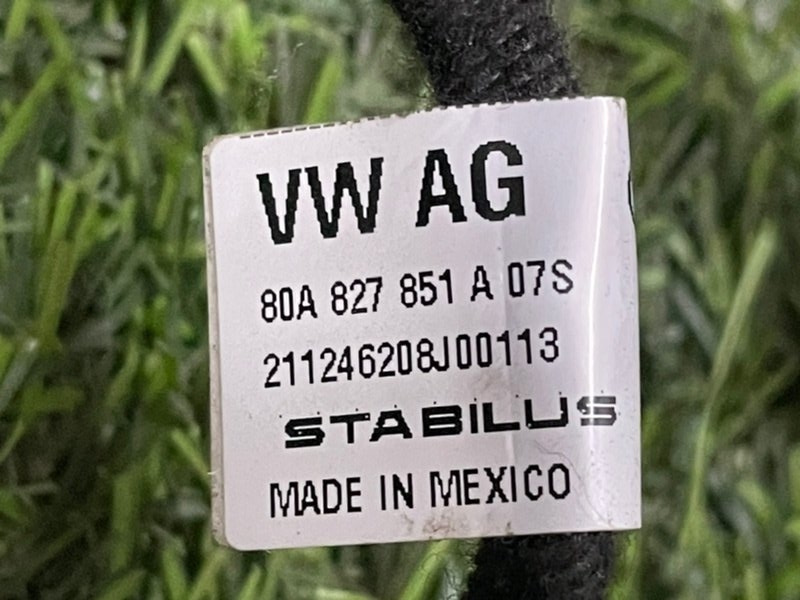 VW AG
80A 827 851 A 07S
211246208J00113
STABILUS
MADE IN MEXICO